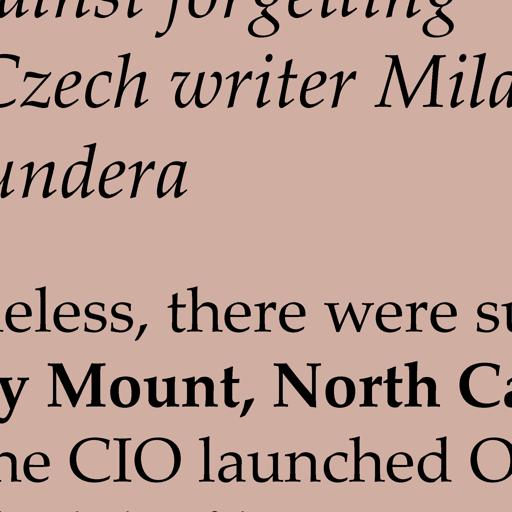 ainst forgetting
Czech writer Mila
undera
eless, there were su
y Mount, North Ca
he CIO launched O